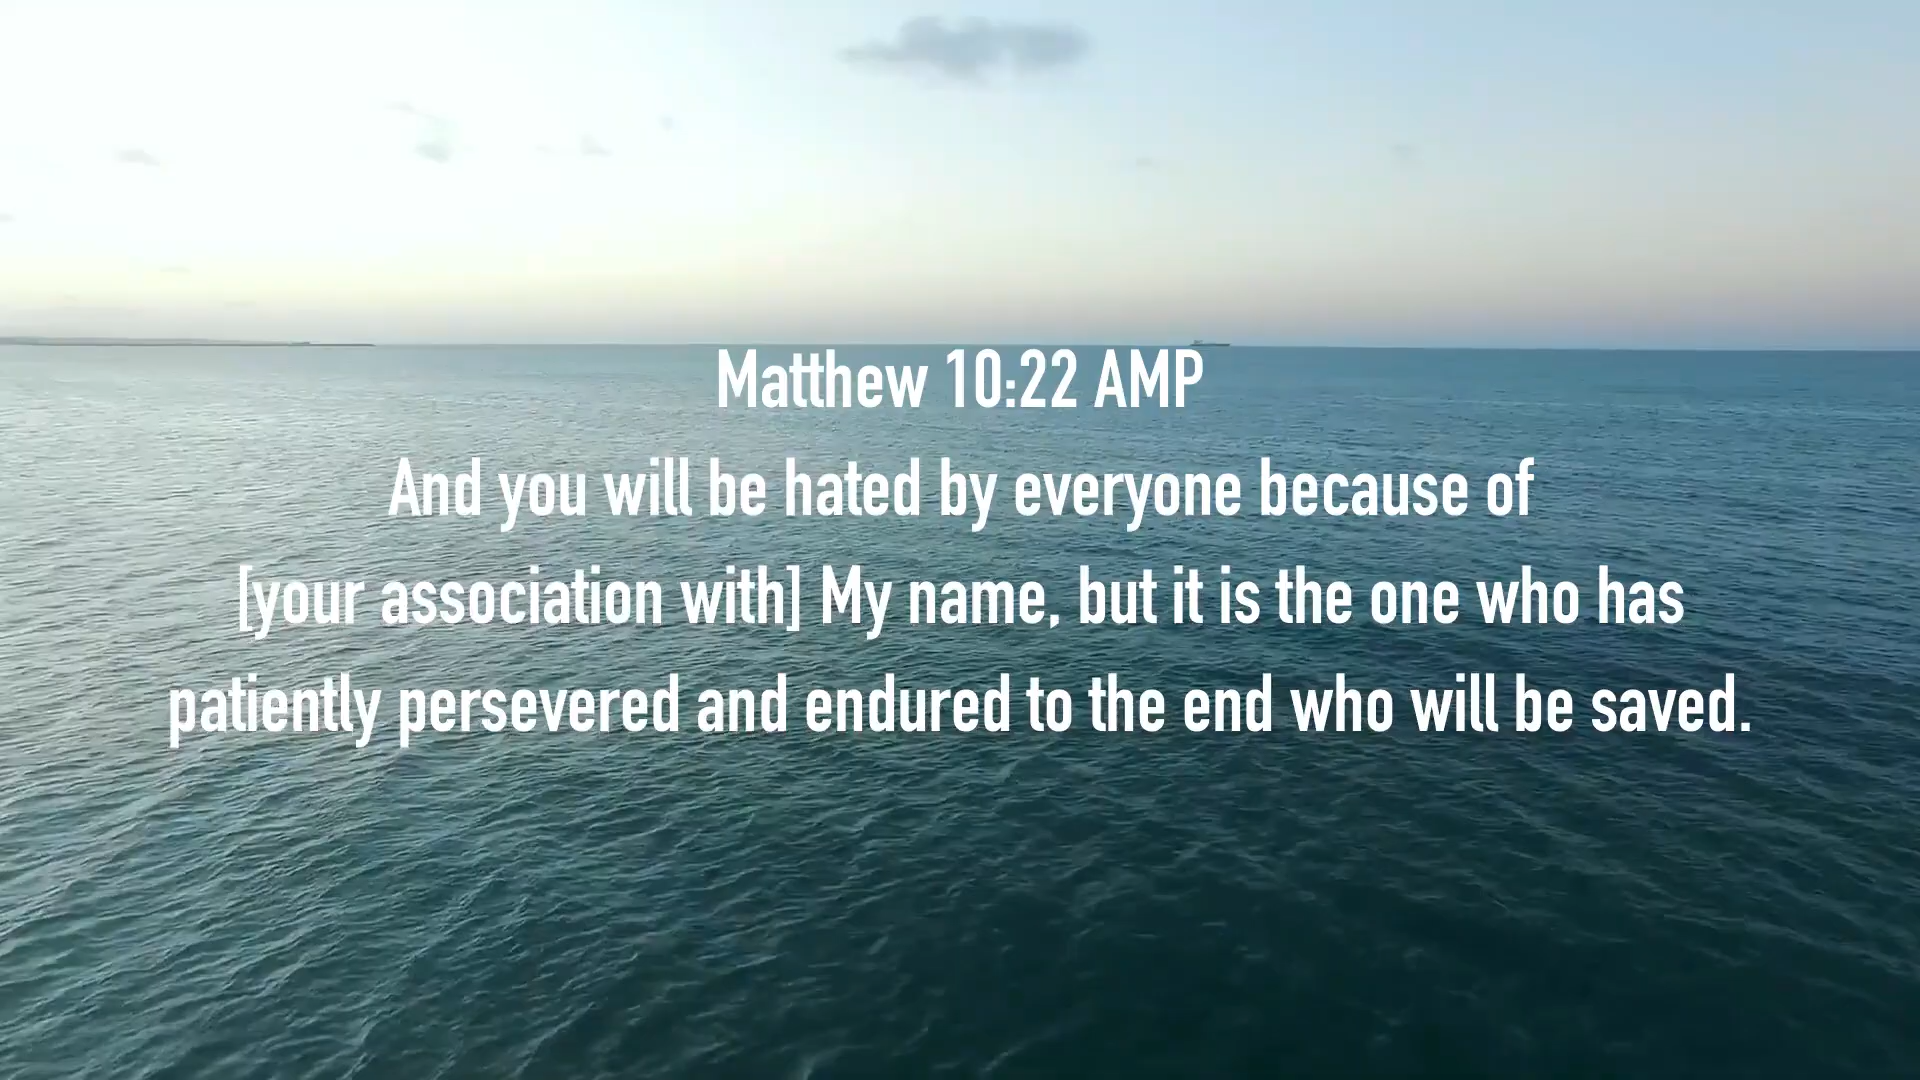 Matthew 10:22 AMP
And you will be hated by everyone because of
[your association with] My name, but it is the one who has
patiently persevered and endured to the end who will be saved.